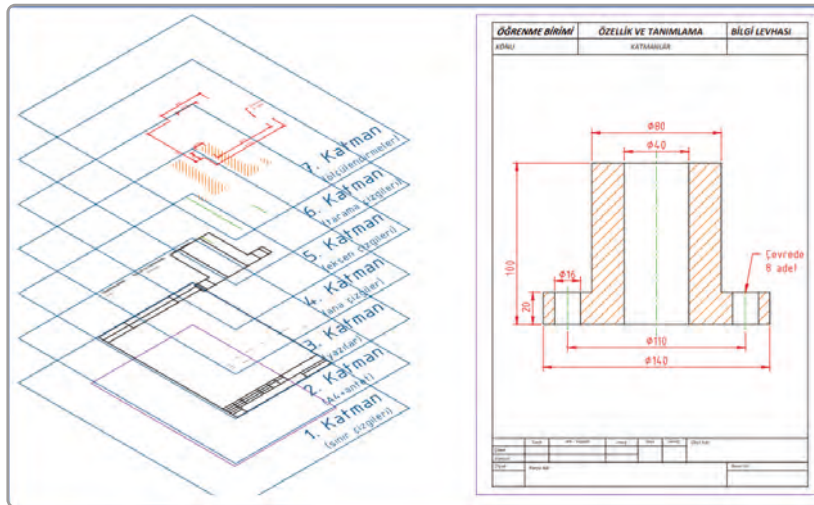 7. Katman
(ölçülendirmeler)
6. Katman
(tarama çizgileri)
5. Katman
(eksen çizgileri)
4. Katman
(ana çizgiler)
3. Katman
(yazılar)
2. Katman
(A4+antet)
1. Katman
(sınır çizgileri)
ÖĞRENME BİRİMİ ÖZELLİK VE TANIMLAMA BİLGİ LEVHASI
KONU KATMANLAR
Ø80
Ø40
100
Ø16
20
Çevrede
8 adet
Ø110
Ø140